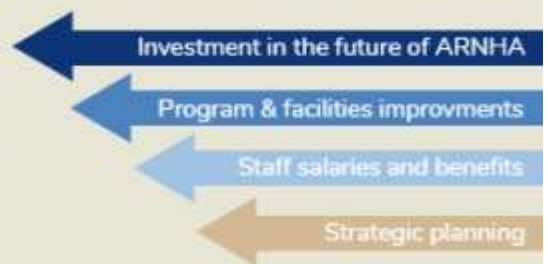 Investment in the future of ARNHA
Program & facilities improvments
Staff salaries and benefits
Strategic planning